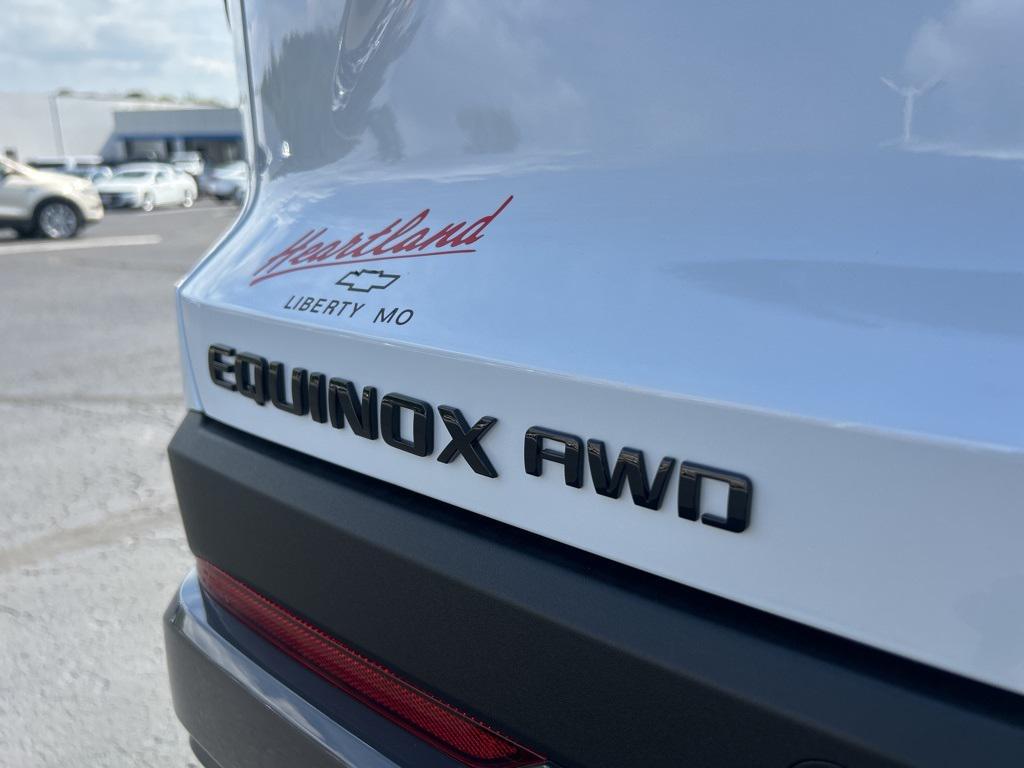 Heartland
LIBERTY MO
EQUINOX AWD